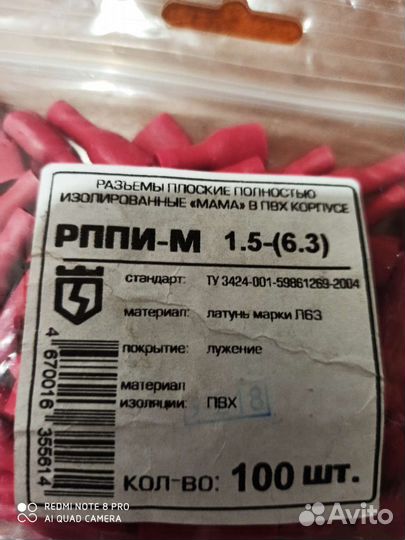 РАЗЪЕМЫ ПЛОСКИЕ ПОЛНОСТЬЮ
ИЗОЛИРОВАННЫЕ «МАМА» В ПВХ КОРПУСЕ
РППИ-М 1.5-(6.3)
стандарт: ТУ 3424-001-59861269-2004
материал: латунь марки Л63
покрытие: лужение
материал
изоляции: ПВХ
8
КОЛ-ВО: 100 ШТ.
4 670016 355614
REDMI NOTE 8 PRO
AI QUAD CAMERA
Avito